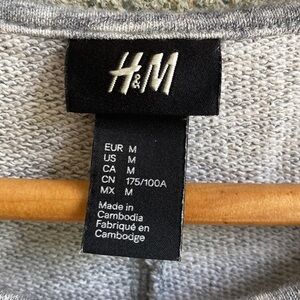 H&M
EUR M
US M
CA M
CN 175/100A
MX M
Made in
Cambodia
Fabriqué en
Cambodge